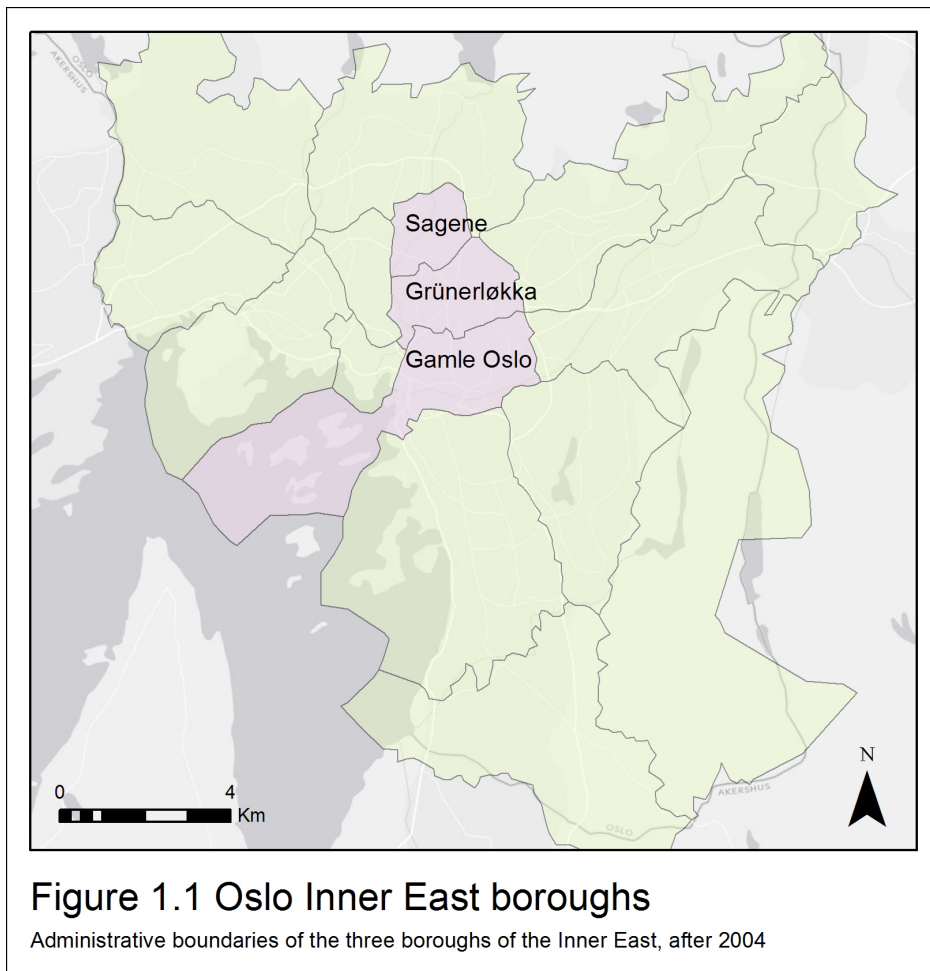 OSLO
AKERSHUS
Sagene
Grünerløkka
Gamle Oslo
N
0
4
Km
AKERSHUS
OSLO
Figure 1.1 Oslo Inner East boroughs
Administrative boundaries of the three boroughs of the Inner East, after 2004